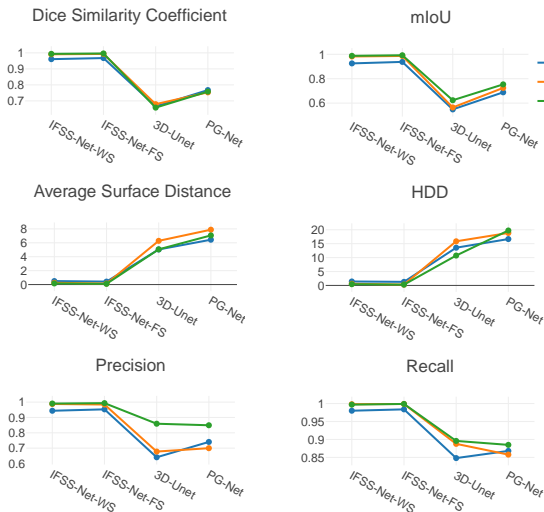 Dice Similarity Coefficient
1
0.9
0.8
0.7
IFSS-Net-WS
IFSS-Net-FS
3D-Unet
PG-Net
mIoU
1
0.8
0.6
IFSS-Net-WS
IFSS-Net-FS
3D-Unet
PG-Net
Average Surface Distance
8
6
4
2
0
IFSS-Net-WS
IFSS-Net-FS
3D-Unet
PG-Net
HDD
20
15
10
5
0
IFSS-Net-WS
IFSS-Net-FS
3D-Unet
PG-Net
Precision
1
0.9
0.8
0.7
0.6
IFSS-Net-WS
IFSS-Net-FS
3D-Unet
PG-Net
Recall
1
0.95
0.9
0.85
IFSS-Net-WS
IFSS-Net-FS
3D-Unet
PG-Net